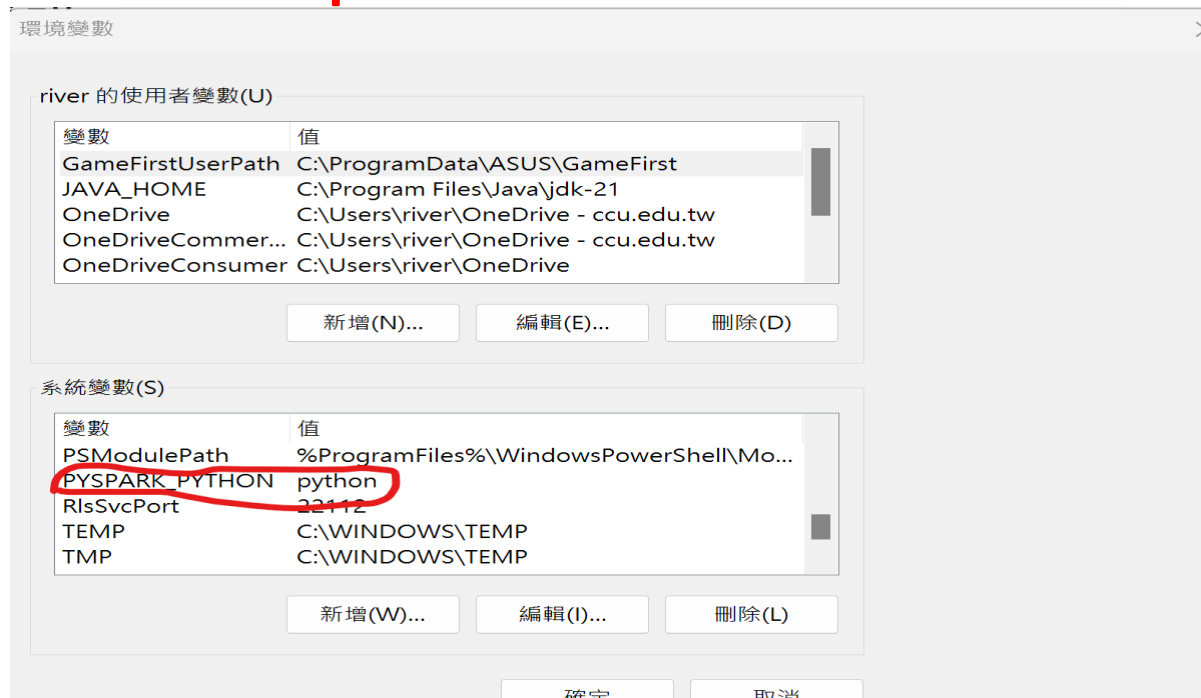 環境變數
river 的使用者變數(U)
變數 值
GameFirstUserPath C:\ProgramData\ASUS\GameFirst
JAVA_HOME C:\Program Files\Java\jdk-21
OneDrive C:\Users\river\OneDrive - ccu.edu.tw
OneDriveCommer... C:\Users\river\OneDrive - ccu.edu.tw
OneDriveConsumer C:\Users\river\OneDrive
新增(N)... 編輯(E)... 刪除(D)
系統變數(S)
變數 值
PSModulePath %ProgramFiles%\WindowsPowerShell\Mo...
PYSPARK_PYTHON python
RlsSvcPort 22112
TEMP C:\WINDOWS\TEMP
TMP C:\WINDOWS\TEMP
新增(W)... 編輯(I)... 刪除(L)
確定 取消